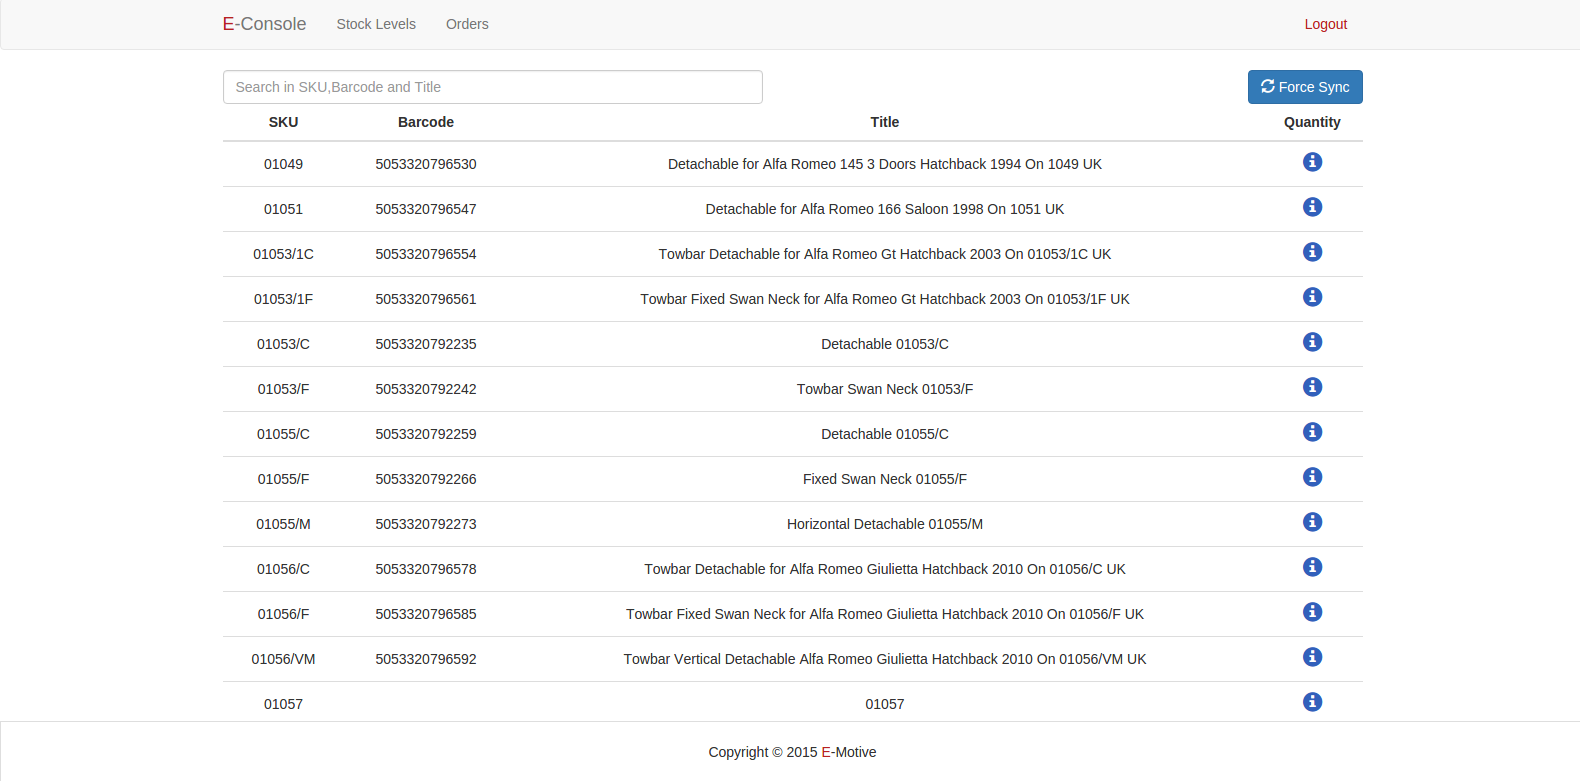 E-Console Stock Levels Orders Logout
Search in SKU,Barcode and Title Force Sync
SKU Barcode Title Quantity
01049 5053320796530 Detachable for Alfa Romeo 145 3 Doors Hatchback 1994 On 1049 UK
01051 5053320796547 Detachable for Alfa Romeo 166 Saloon 1998 On 1051 UK
01053/1C 5053320796554 Towbar Detachable for Alfa Romeo Gt Hatchback 2003 On 01053/1C UK
01053/1F 5053320796561 Towbar Fixed Swan Neck for Alfa Romeo Gt Hatchback 2003 On 01053/1F UK
01053/C 5053320792235 Detachable 01053/C
01053/F 5053320792242 Towbar Swan Neck 01053/F
01055/C 5053320792259 Detachable 01055/C
01055/F 5053320792266 Fixed Swan Neck 01055/F
01055/M 5053320792273 Horizontal Detachable 01055/M
01056/C 5053320796578 Towbar Detachable for Alfa Romeo Giulietta Hatchback 2010 On 01056/C UK
01056/F 5053320796585 Towbar Fixed Swan Neck for Alfa Romeo Giulietta Hatchback 2010 On 01056/F UK
01056/VM 5053320796592 Towbar Vertical Detachable Alfa Romeo Giulietta Hatchback 2010 On 01056/VM UK
01057 01057
Copyright © 2015 E-Motive